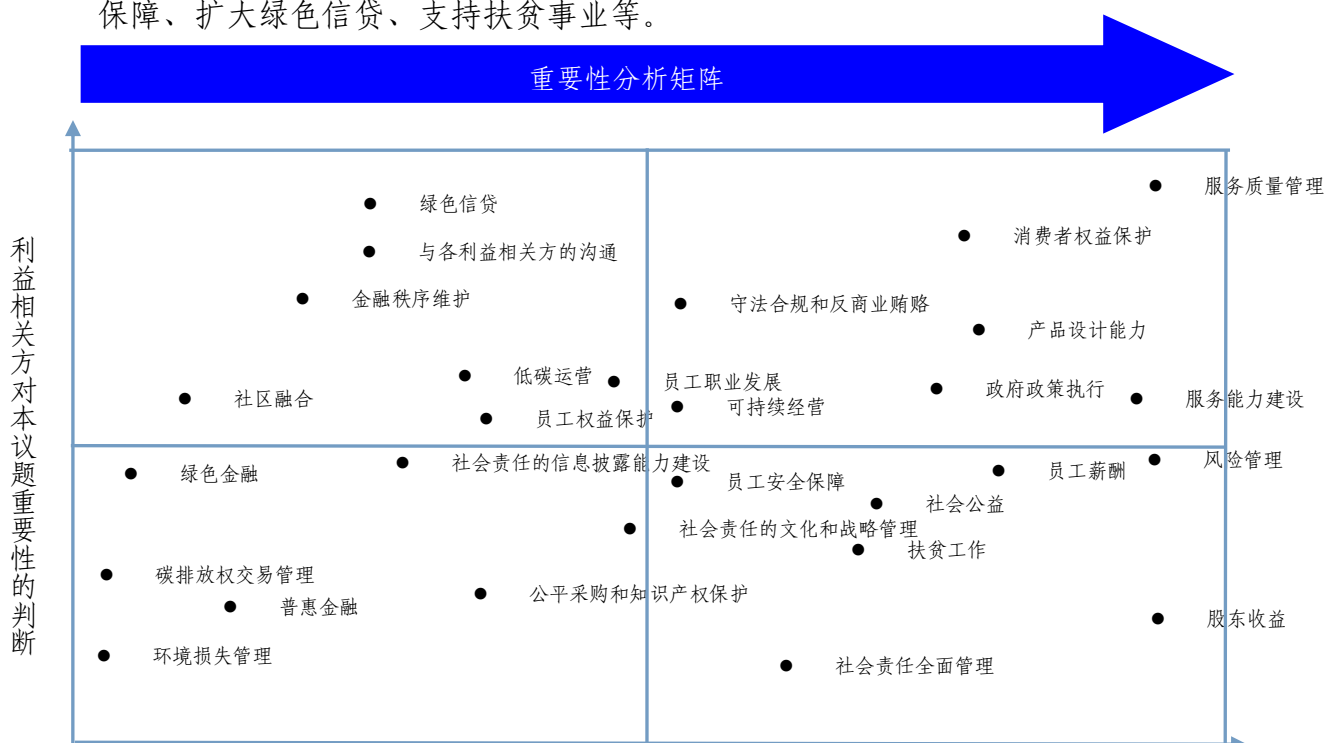 保障、扩大绿色信贷、支持扶贫事业等。
重要性分析矩阵
利益相关方对本议题重要性的判断
服务质量管理
绿色信贷
消费者权益保护
与各利益相关方的沟通
金融秩序维护
守法合规和反商业贿赂
产品设计能力
低碳运营
员工职业发展
政府政策执行
社区融合
可持续经营
服务能力建设
员工权益保护
绿色金融
社会责任的信息披露能力建设
员工薪酬
风险管理
员工安全保障
社会公益
社会责任的文化和战略管理
扶贫工作
碳排放权交易管理
公平采购和知识产权保护
普惠金融
股东收益
环境损失管理
社会责任全面管理